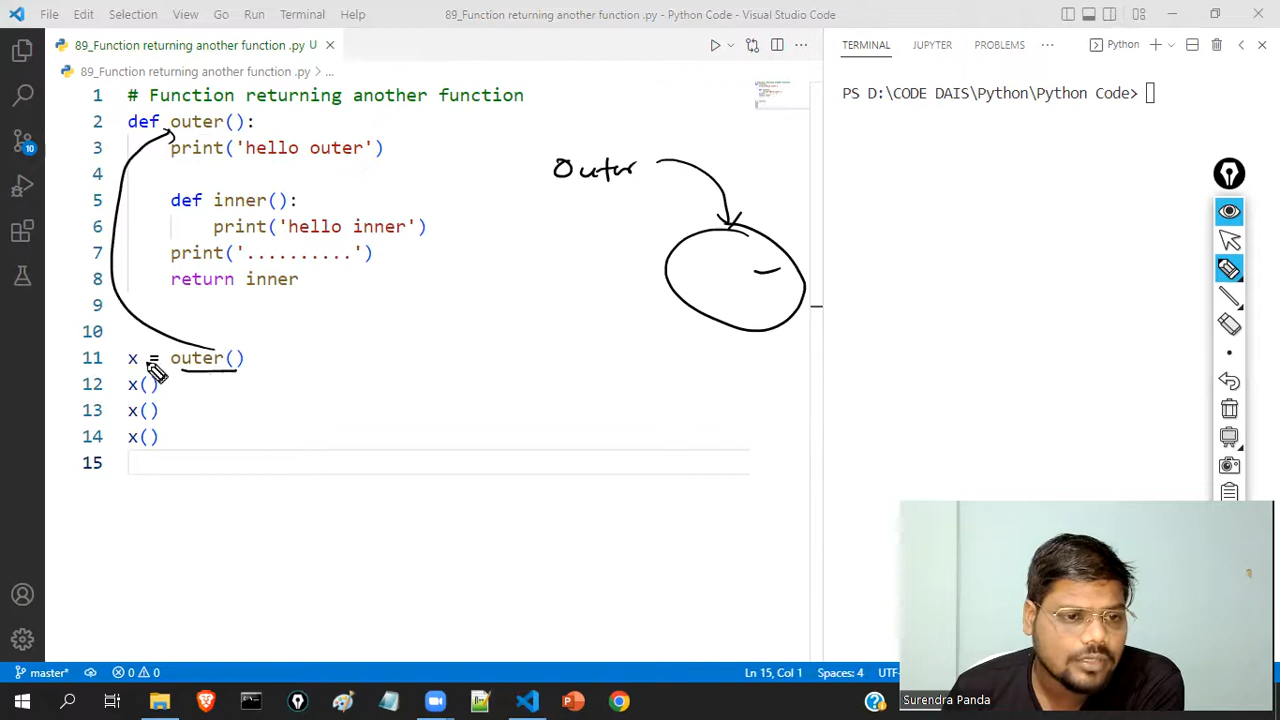 File Edit Selection View Go Run Terminal Help
89_Function returning another function .py - Python Code - Visual Studio Code
89_Function returning another function .py U
89_Function returning another function .py > ...
1 # Function returning another function
2 def outer():
3 print('hello outer')
4
5 def inner():
6 print('hello inner')
7 print('..........')
8 return inner
9
10
11 x = outer()
12 x()
13 x()
14 x()
15
Outer
TERMINAL JUPYTER PROBLEMS ... Python
PS D:\CODE DAIS\Python\Python Code>
10
master* 0 0 Ln 15, Col 1 Spaces: 4 UTF-
Surendra Panda